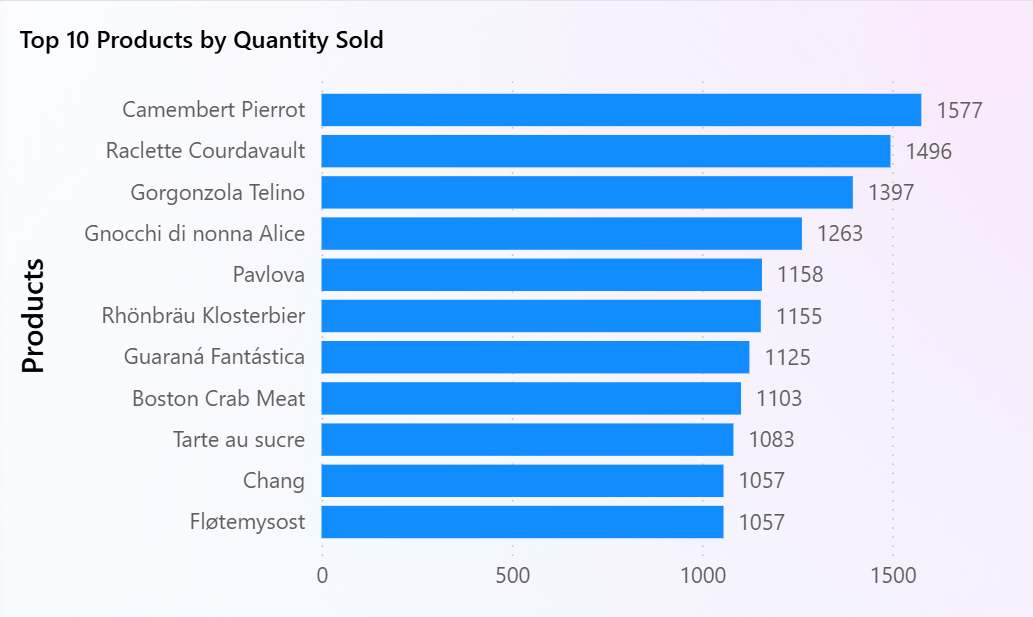 Top 10 Products by Quantity Sold
Products
Camembert Pierrot 1577
Raclette Courdavault 1496
Gorgonzola Telino 1397
Gnocchi di nonna Alice 1263
Pavlova 1158
Rhönbräu Klosterbier 1155
Guaraná Fantástica 1125
Boston Crab Meat 1103
Tarte au sucre 1083
Chang 1057
Fløtemysost 1057
0 500 1000 1500